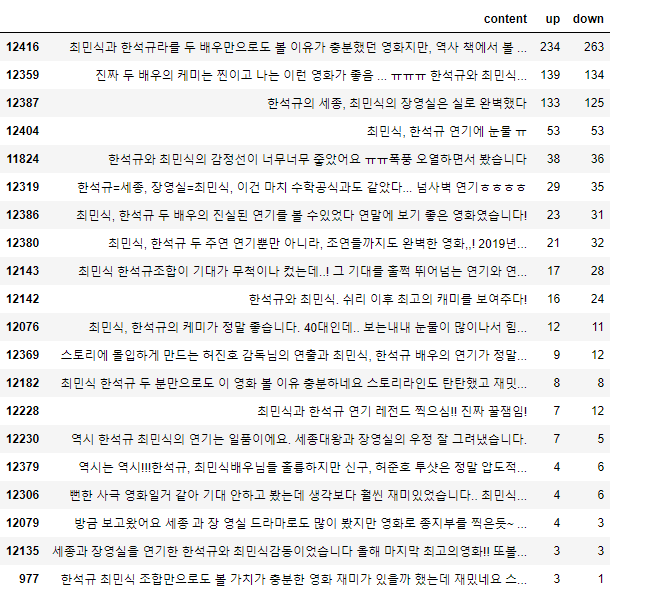 content up down
12416 최민식과 한석규라를 두 배우만으로도 볼 이유가 충분했던 영화지만, 역사 책에서 볼 ... 234 263
12359 진짜 두 배우의 케미는 찐이고 나는 이런 영화가 좋음 ... ㅠㅠㅠ 한석규와 최민식... 139 134
12387 한석규의 세종, 최민식의 장영실은 실로 완벽했다 133 125
12404 최민식, 한석규 연기에 눈물 ㅠ 53 53
11824 한석규와 최민식의 감정선이 너무너무 좋았어요 ㅠㅠ폭풍 오열하면서 봤습니다 38 36
12319 한석규=세종, 장영실=최민식, 이건 마치 수학공식과도 같았다... 넘사벽 연기ㅎㅎㅎㅎ 29 35
12386 최민식, 한석규 두 배우의 진실된 연기를 볼 수있었다 연말에 보기 좋은 영화였습니다! 23 31
12380 최민식, 한석규 두 주연 연기뿐만 아니라, 조연들까지도 완벽한 영화,,! 2019년... 21 32
12143 최민식 한석규조합이 기대가 무척이나 컸는데..! 그 기대를 훌쩍 뛰어넘는 연기와 연... 17 28
12142 한석규와 최민식. 쉬리 이후 최고의 캐미를 보여주다! 16 24
12076 최민식, 한석규의 케미가 정말 좋습니다. 40대인데.. 보는내내 눈물이 많이나서 힘... 12 11
12369 스토리에 몰입하게 만드는 허진호 감독님의 연출과 최민식, 한석규 배우의 연기가 정말... 9 12
12182 최민식 한석규 두 분만으로도 이 영화 볼 이유 충분하네요 스토리라인도 탄탄했고 재밋... 8 8
12228 최민식과 한석규 연기 레전드 찍으심!! 진짜 꿀잼임! 7 12
12230 역시 한석규 최민식의 연기는 일품이에요. 세종대왕과 장영실의 우정 잘 그려냈습니다. 7 5
12379 역시는 역시!!!한석규, 최민식배우님들 훌륭하지만 신구, 허준호 투샷은 정말 압도적... 4 6
12306 뻔한 사극 영화일거 같아 기대 안하고 봤는데 생각보다 훨씬 재미있었습니다.. 최민식... 4 6
12079 방금 보고왔어요 세종 과 장 영실 드라마로도 많이 봤지만 영화로 종지부를 찍은듯~ ... 4 3
12135 세종과 장영실을 연기한 한석규와 최민식감동이었습니다 올해 마지막 최고의영화!! 또볼... 3 3
977 한석규 최민식 조합만으로도 볼 가치가 충분한 영화 재미가 있을까 했는데 재밌네요 스... 3 1